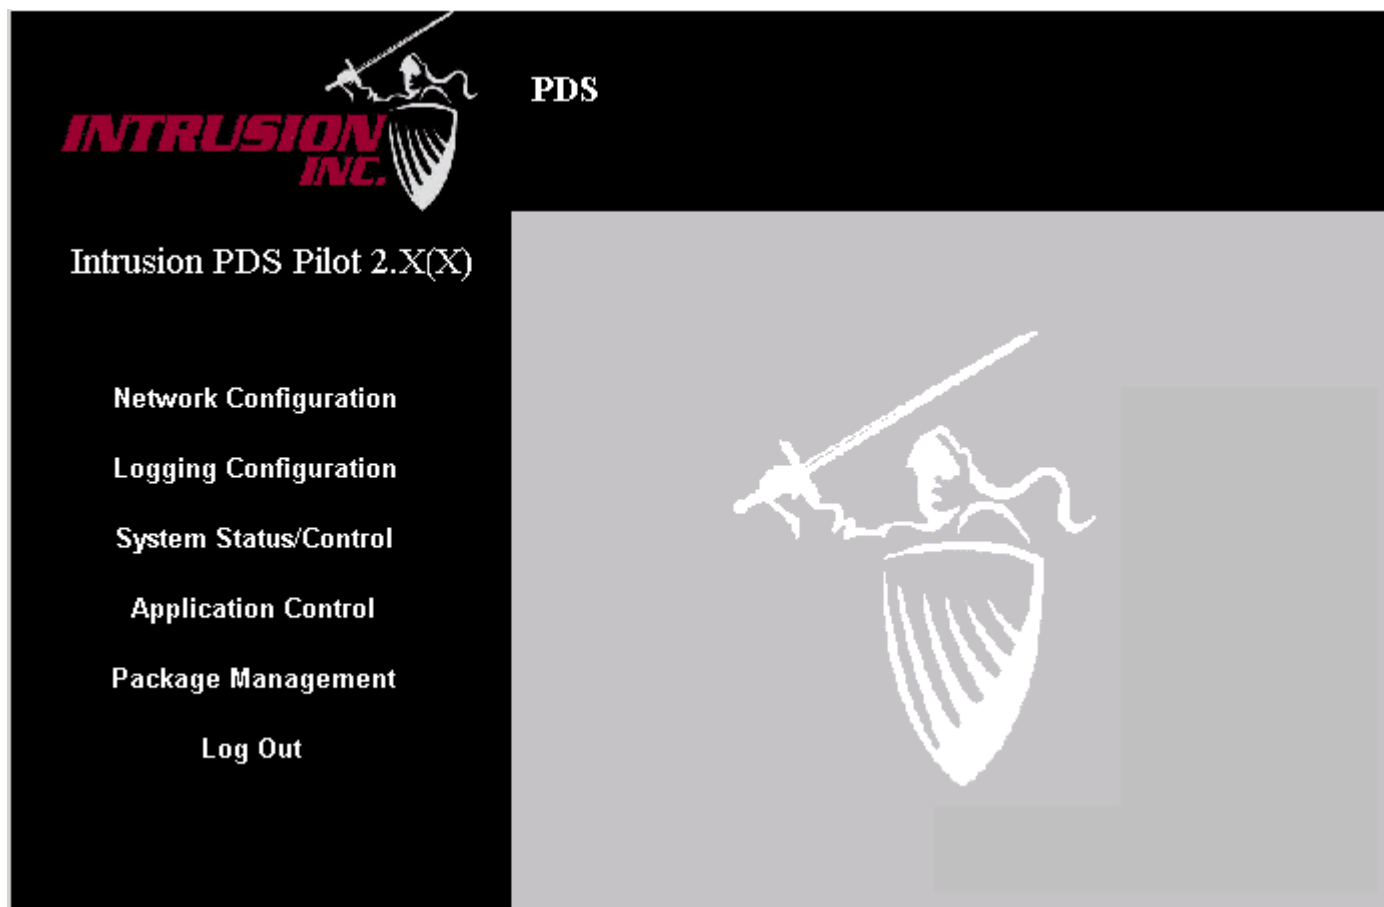 INTRUSION
INC.
PDS
Intrusion PDS Pilot 2.X(X)
Network Configuration
Logging Configuration
System Status/Control
Application Control
Package Management
Log Out